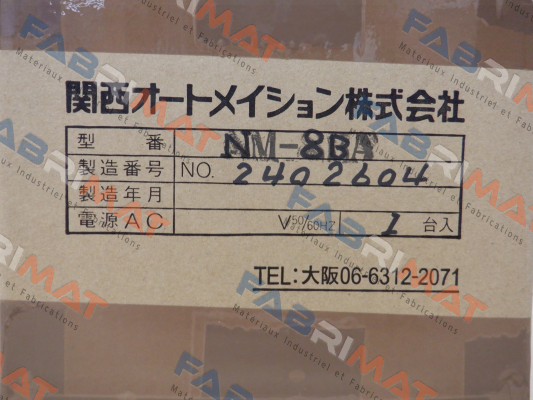 関西オートメイション株式会社
型 番 NM-8BA
製造番号 NO. 2402604
製造年月
電源AC V 50/60HZ 1 台入
TEL:大阪06-6312-2071
FABRIMAT
Materiaux Industriel et Fabrications